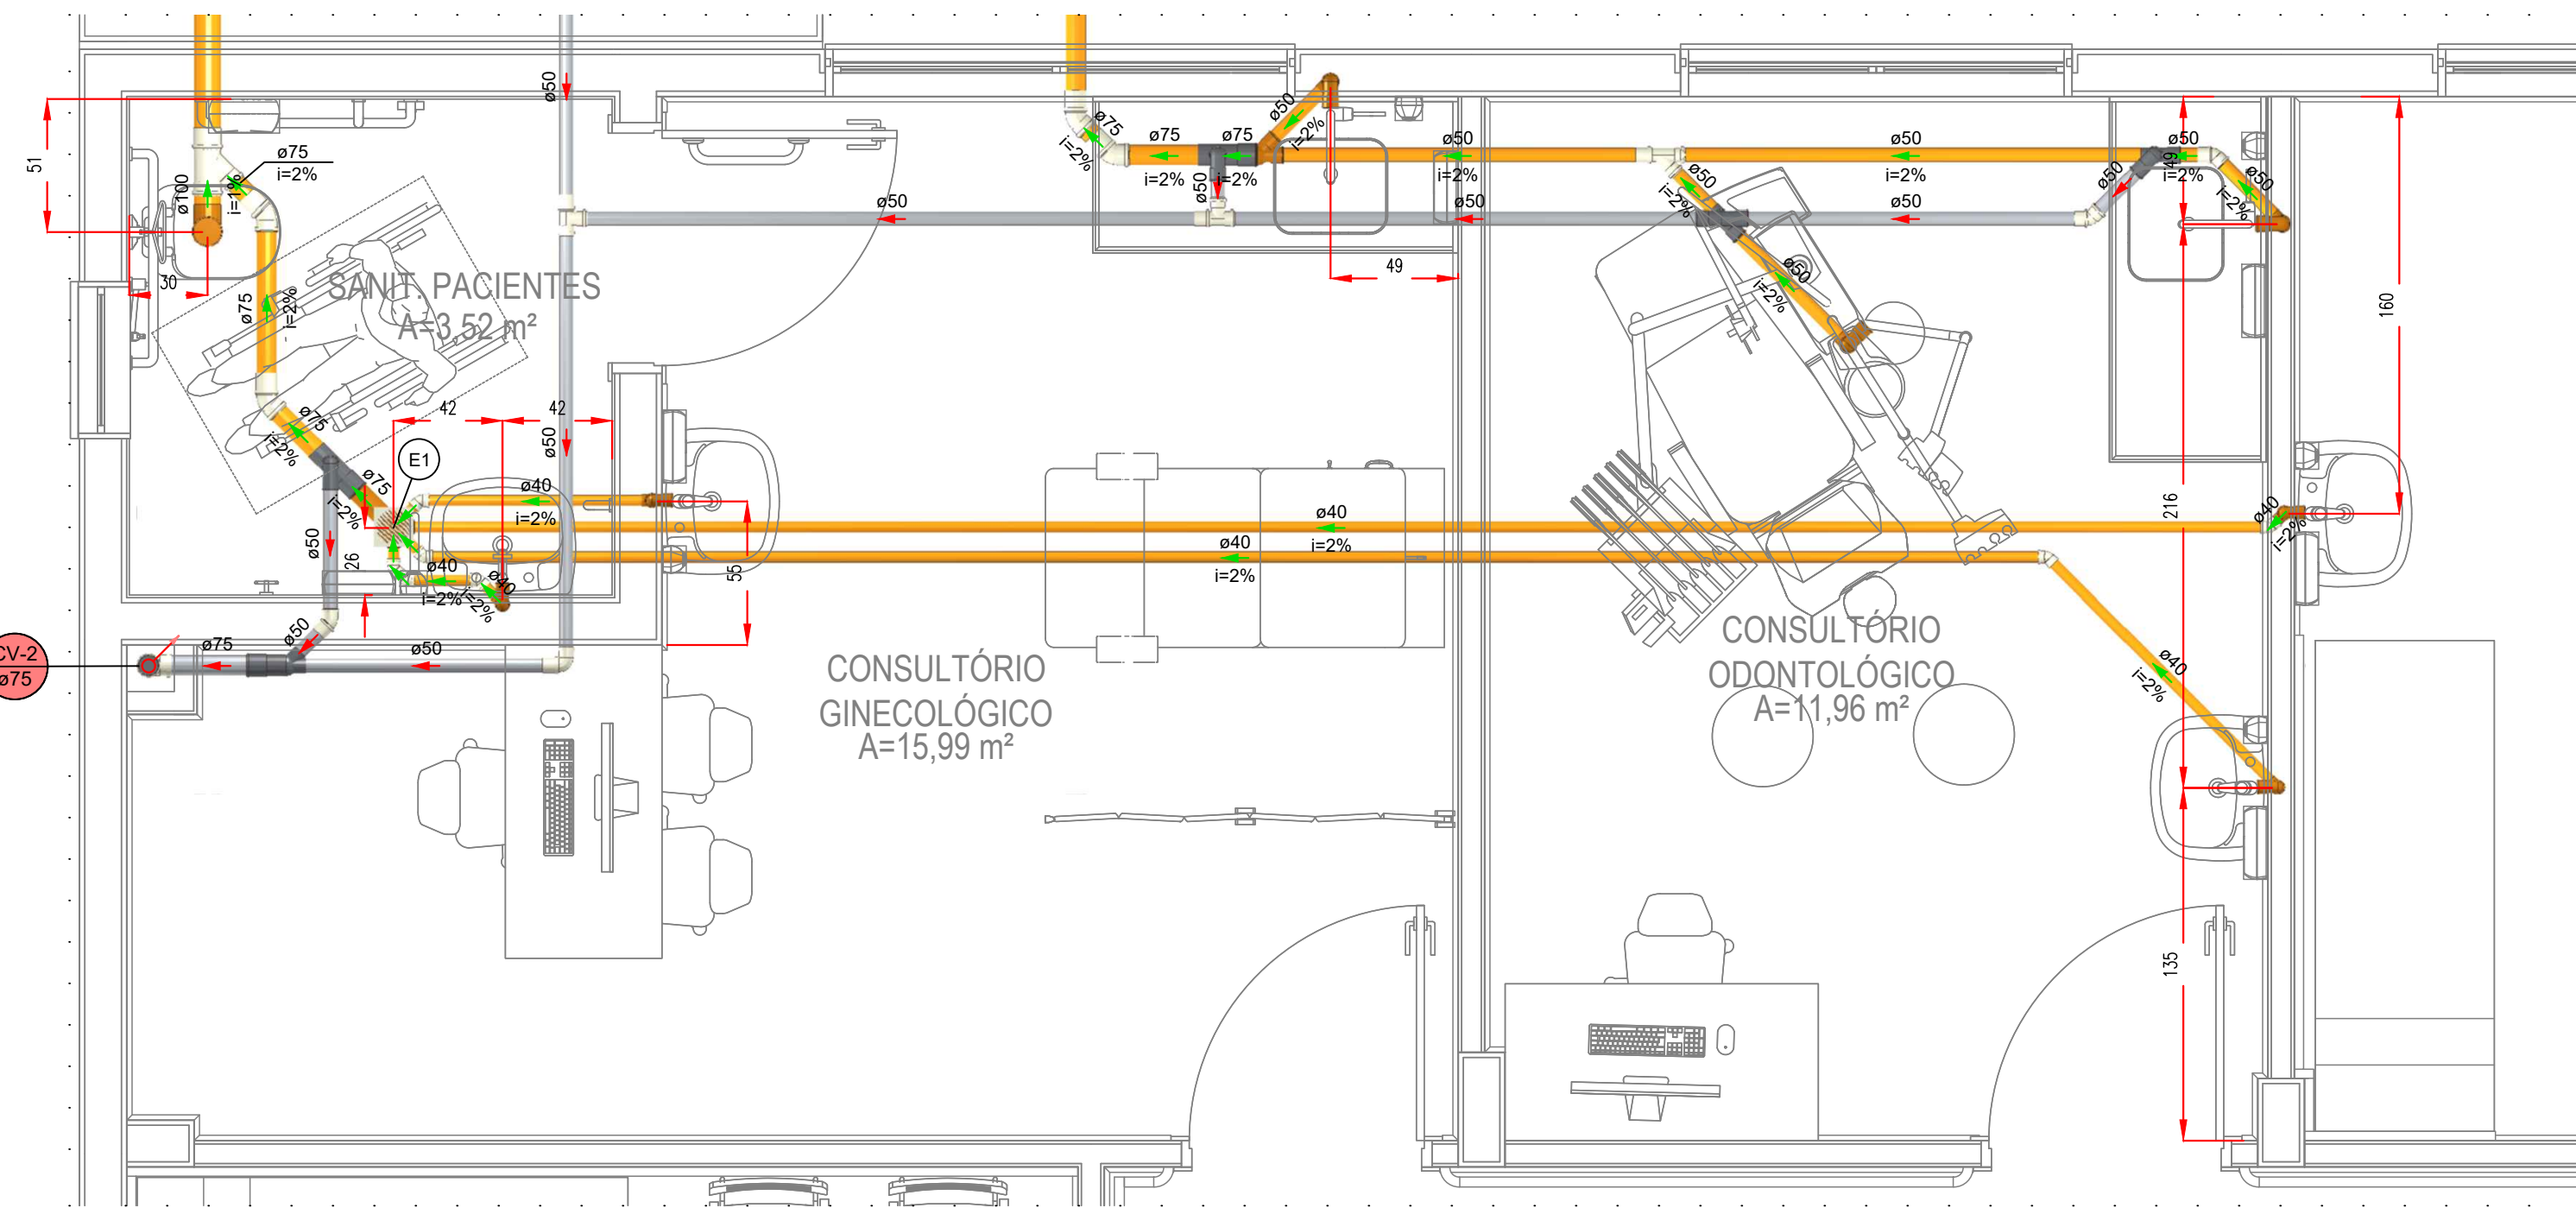 ø50
51
ø75
i=2%
ø100
i=1%
30
ø75
i=2%
SANIT. PACIENTES
A=3,52 m²
ø75
i=2%
42
42
ø50
E1
ø75
i=2%
ø50
26
ø40
i=2%
ø40
i=2%
ø40
i=2%
55
ø50
ø75
ø50
CV-2
ø75
ø50
ø75
i=2%
ø75
i=2%
ø75
i=2%
ø50
i=2%
ø50
ø50
i=2%
ø50
49
ø50
i=2%
ø50
i=2%
ø50
i=2%
ø50
ø50
49
ø50
i=2%
ø50
i=2%
160
216
ø40
i=2%
ø40
i=2%
ø40
i=2%
ø40
i=2%
135
CONSULTÓRIO
GINECOLÓGICO
A=15,99 m²
CONSULTÓRIO
ODONTOLÓGICO
A=11,96 m²